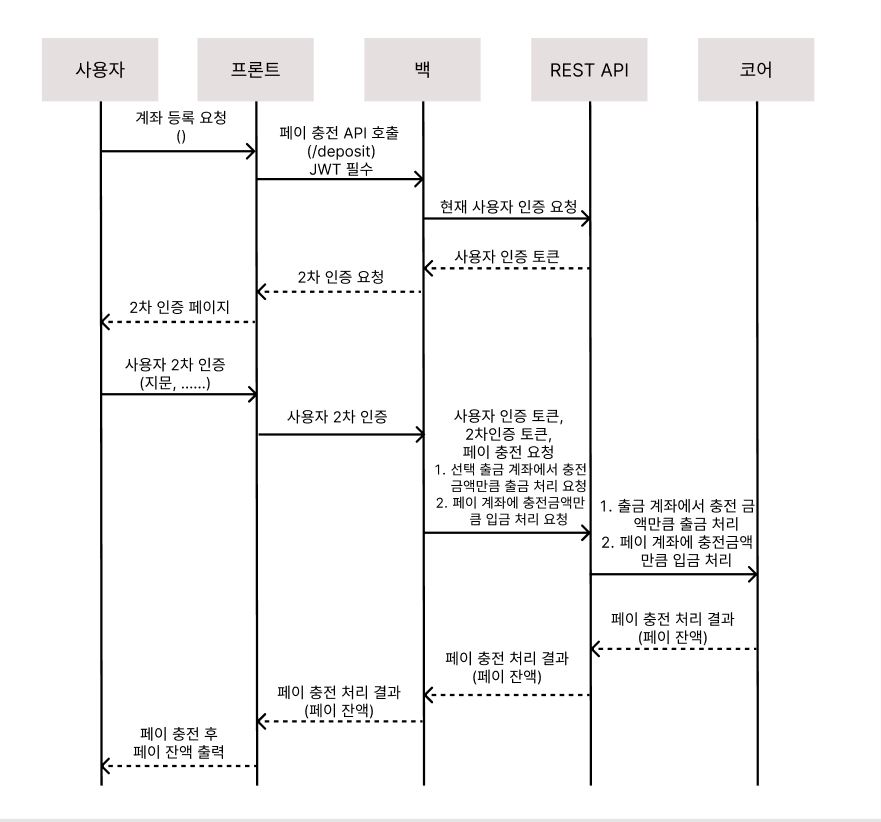 사용자
프론트
백
REST API
코어
계좌 등록 요청
()
페이 충전 API 호출
(/deposit)
JWT 필수
현재 사용자 인증 요청
사용자 인증 토큰
2차 인증 요청
2차 인증 페이지
사용자 2차 인증
(지문, ......)
사용자 2차 인증
사용자 인증 토큰,
2차인증 토큰,
페이 충전 요청
1. 선택 출금 계좌에서 충전
금액만큼 출금 처리 요청
2. 페이 계좌에 충전금액만
큼 입금 처리 요청
1. 출금 계좌에서 충전 금
액만큼 출금 처리
2. 페이 계좌에 충전금액
만큼 입금 처리
페이 충전 처리 결과
(페이 잔액)
페이 충전 처리 결과
(페이 잔액)
페이 충전 처리 결과
(페이 잔액)
페이 충전 후
페이 잔액 출력